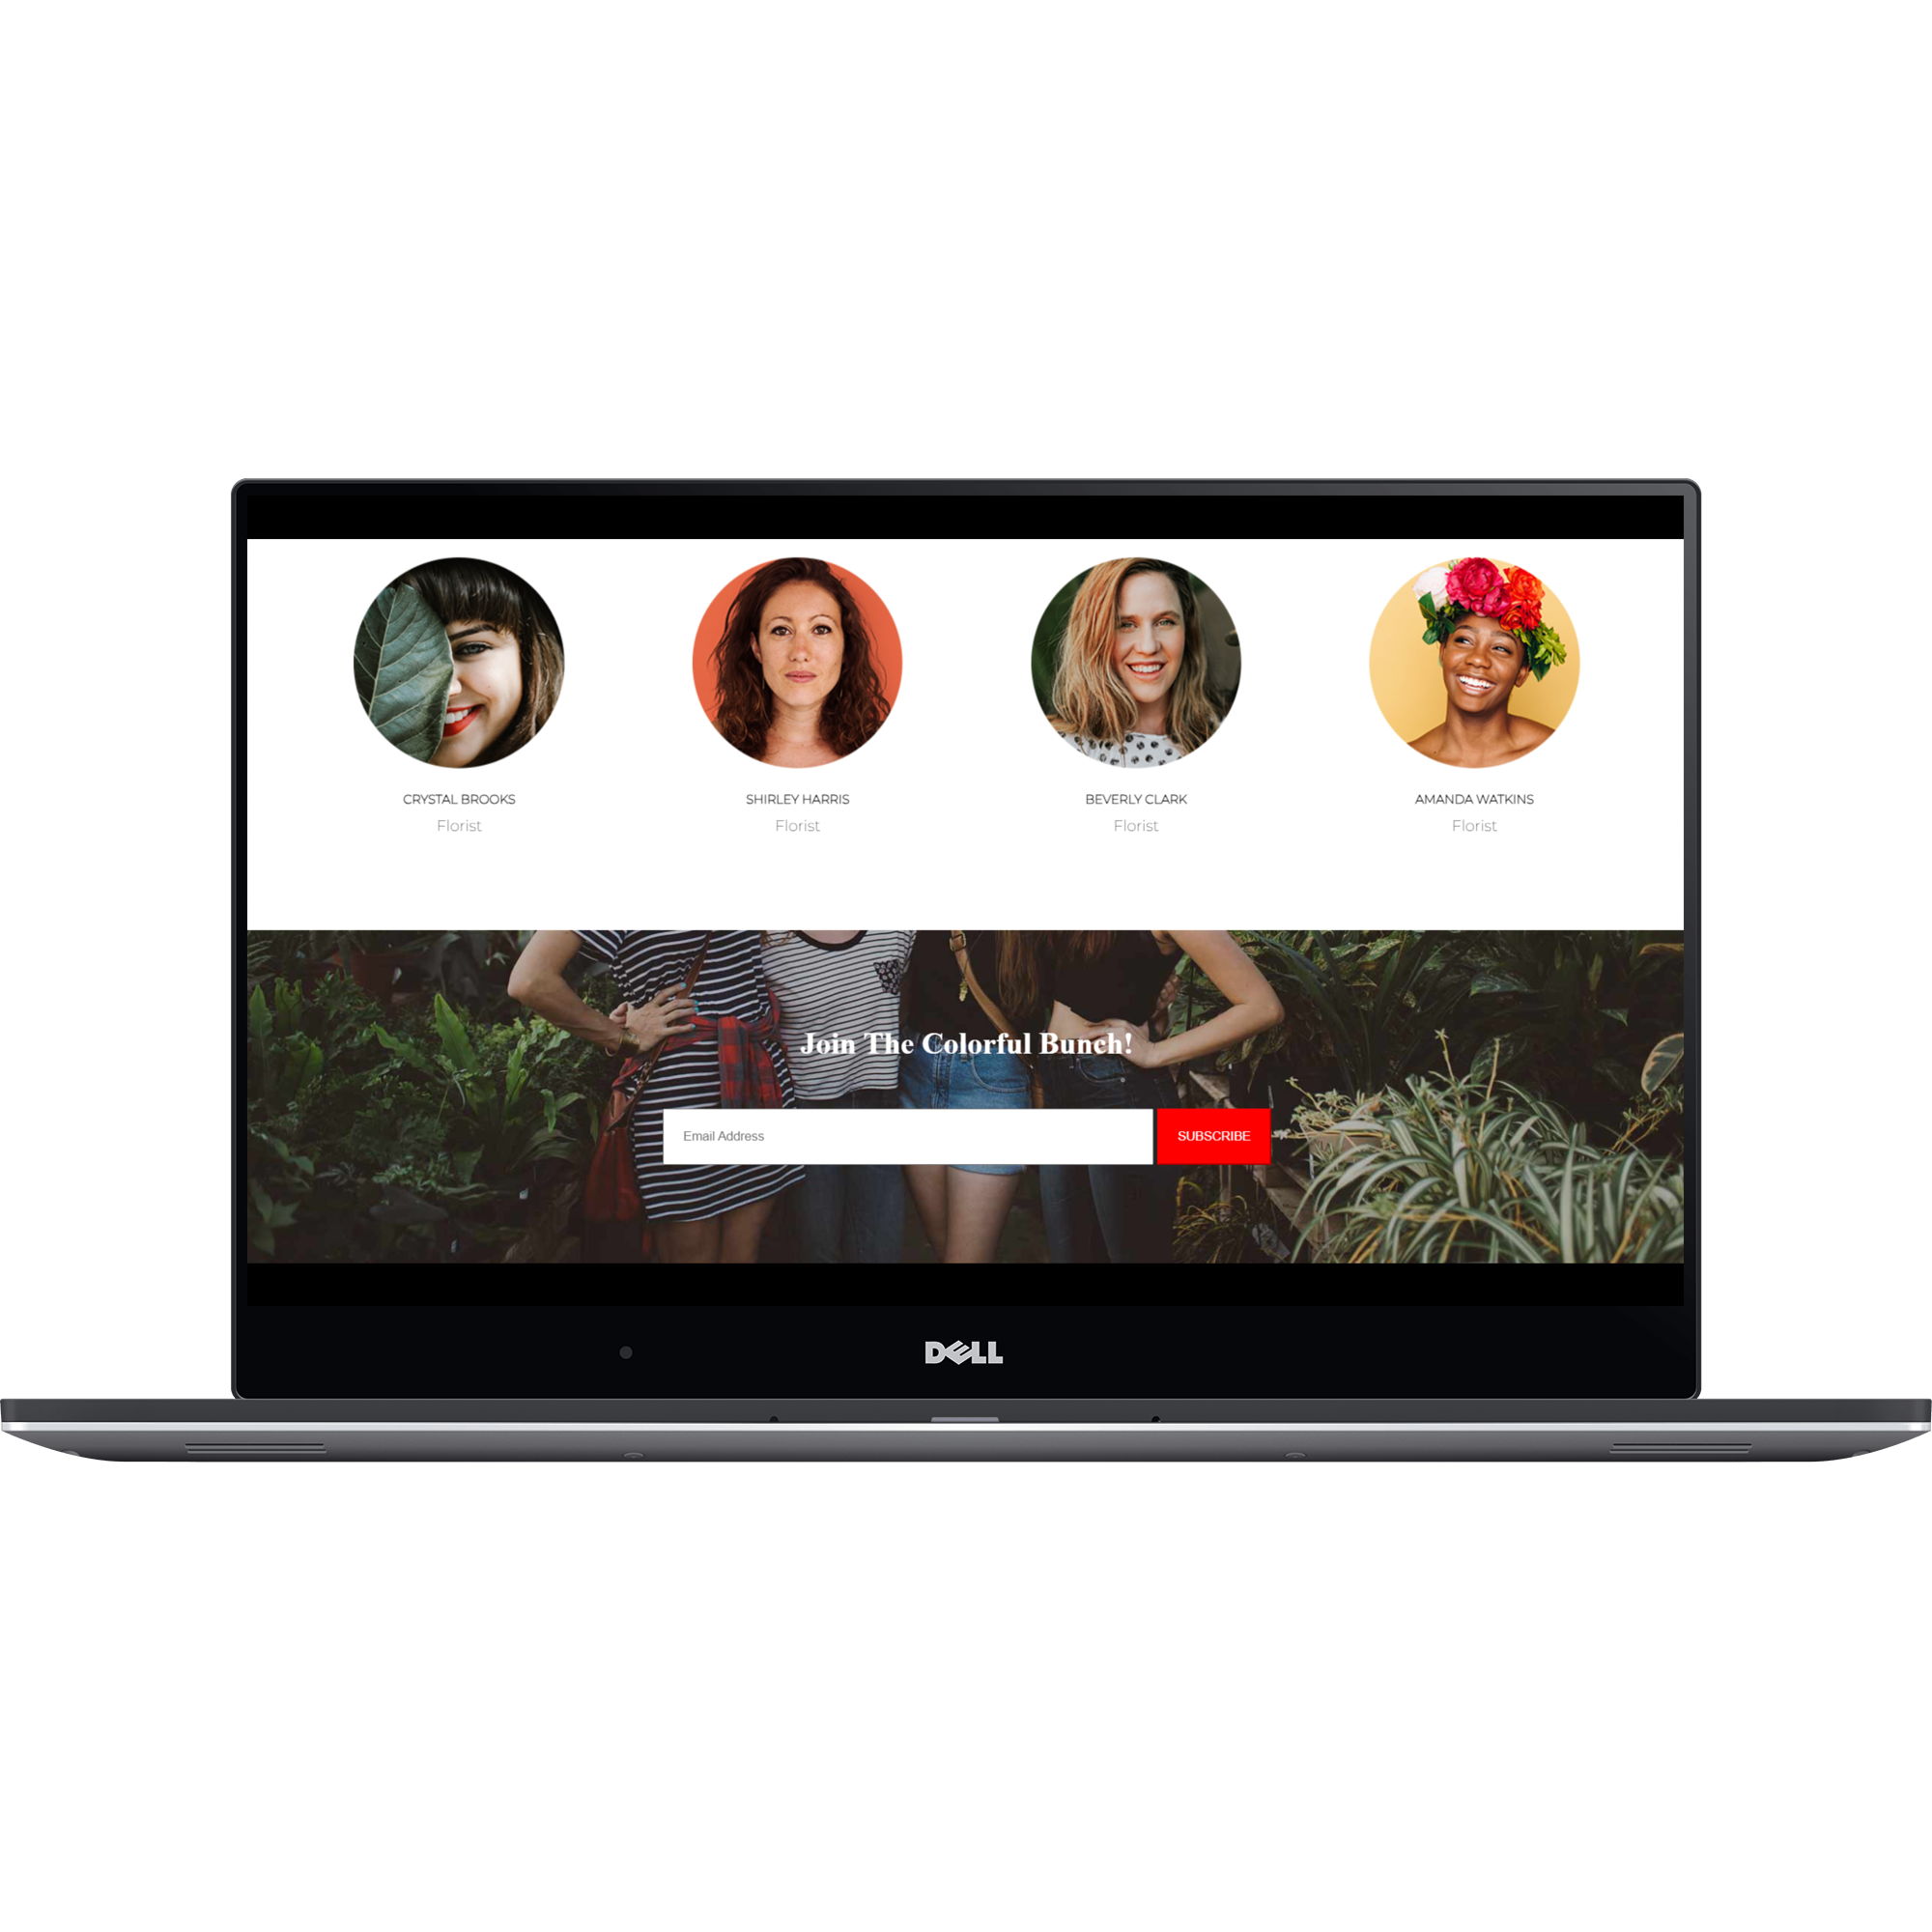 CRYSTAL BROOKS
Florist
SHIRLEY HARRIS
Florist
BEVERLY CLARK
Florist
AMANDA WATKINS
Florist
Join The Colorful Bunch!
Email Address
SUBSCRIBE
DELL